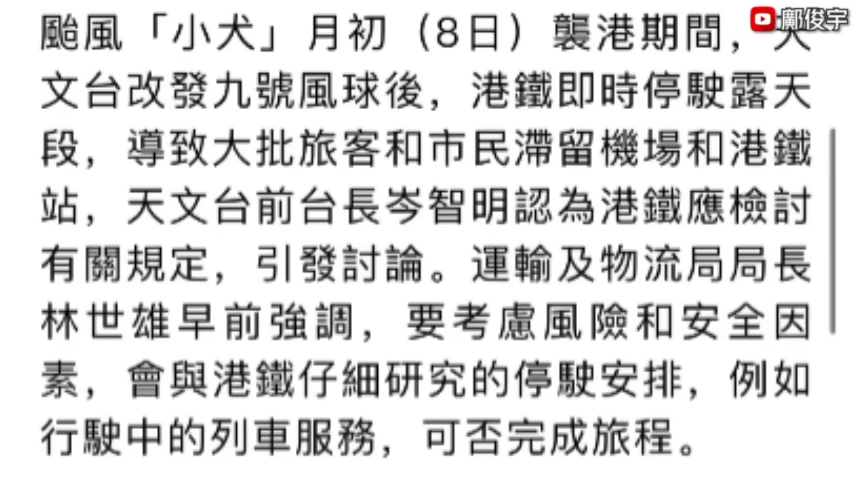 鄺俊宇
颱風「小犬」月初（8日）襲港期間，天
文台改發九號風球後，港鐵即時停駛露天
段，導致大批旅客和市民滯留機場和港鐵
站，天文台前台長岑智明認為港鐵應檢討
有關規定，引發討論。運輸及物流局局長
林世雄早前強調，要考慮風險和安全因
素，會與港鐵仔細研究的停駛安排，例如
行駛中的列車服務，可否完成旅程。